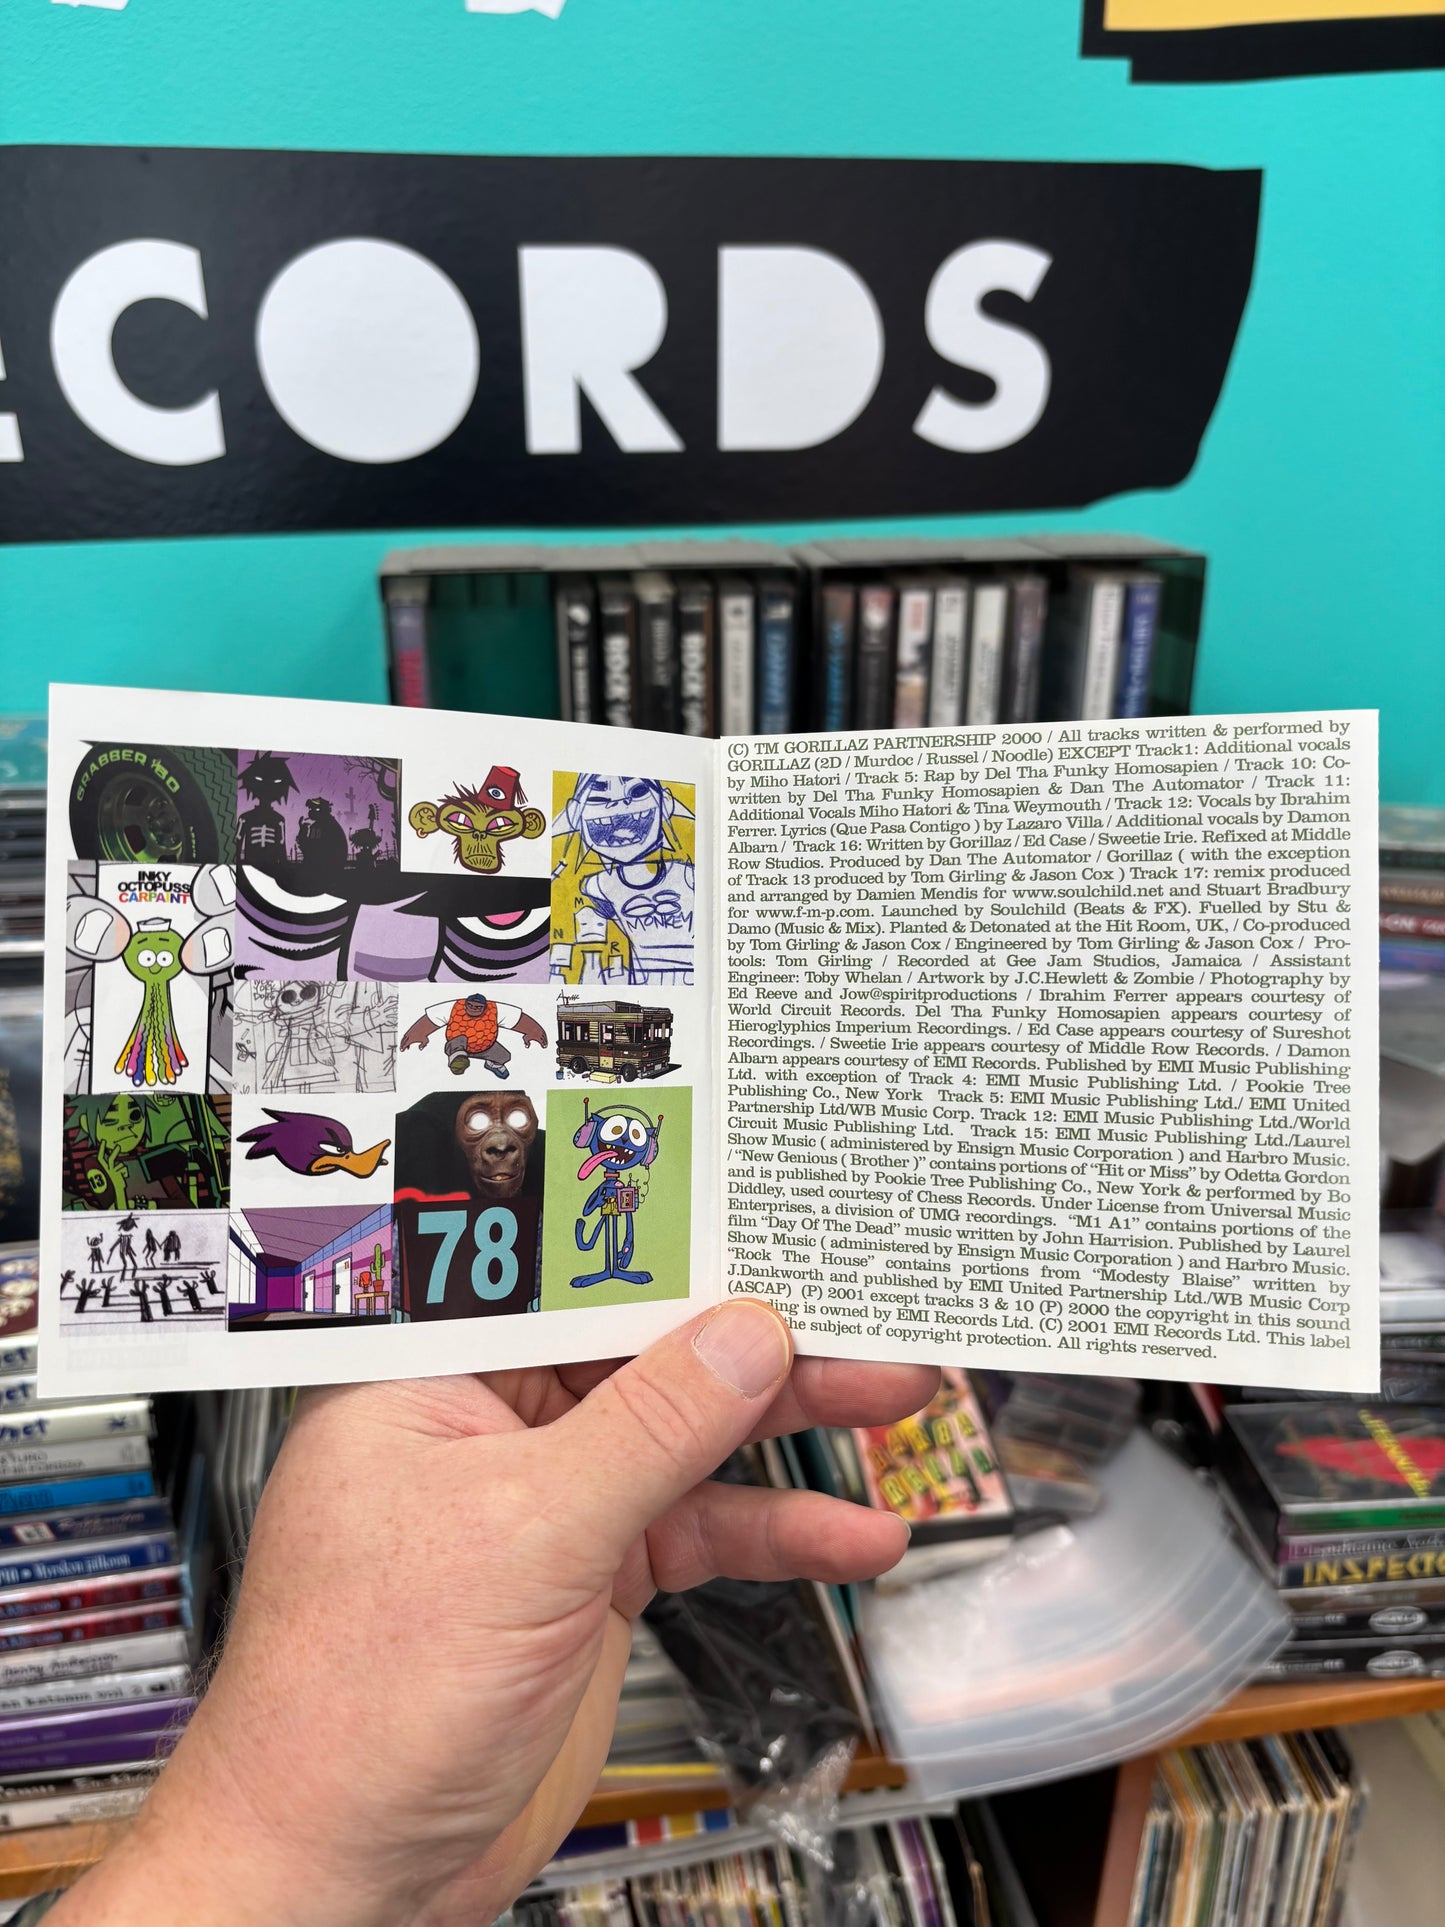 CORDS
ROCK
ROCK
GRABBER
INKY
OCTOPUSS
CARPAINT
68
MONKEY
13
78
(C) TM GORILLAZ PARTNERSHIP 2000 / All tracks written & performed by
GORILLAZ (2D / Murdoc / Russel / Noodle) EXCEPT Track1: Additional vocals
by Miho Hatori / Track 5: Rap by Del Tha Funky Homosapien / Track 10: Co-
written by Del Tha Funky Homosapien & Dan The Automator / Track 11:
Additional Vocals Miho Hatori & Tina Weymouth / Track 12: Vocals by Ibrahim
Ferrer. Lyrics (Que Pasa Contigo ) by Lazaro Villa / Additional vocals by Damon
Albarn / Track 16: Written by Gorillaz / Ed Case / Sweetie Irie. Refixed at Middle
Row Studios. Produced by Dan The Automator / Gorillaz ( with the exception
of Track 13 produced by Tom Girling & Jason Cox ) Track 17: remix produced
and arranged by Damien Mendis for www.soulchild.net and Stuart Bradbury
for www.f-m-p.com. Launched by Soulchild (Beats & FX). Fuelled by Stu &
Damo (Music & Mix). Planted & Detonated at the Hit Room, UK, / Co-produced
by Tom Girling & Jason Cox / Engineered by Tom Girling & Jason Cox / Pro-
tools: Tom Girling / Recorded at Gee Jam Studios, Jamaica / Assistant
Engineer: Toby Whelan / Artwork by J.C.Hewlett & Zombie / Photography by
Ed Reeve and Jow@spiritproductions / Ibrahim Ferrer appears courtesy of
World Circuit Records. Del Tha Funky Homosapien appears courtesy of
Hieroglyphics Imperium Recordings. / Ed Case appears courtesy of Sureshot
Recordings. / Sweetie Irie appears courtesy of Middle Row Records. / Damon
Albarn appears courtesy of EMI Records. Published by EMI Music Publishing
Ltd. with exception of Track 4: EMI Music Publishing Ltd. / Pookie Tree
Publishing Co., New York Track 5: EMI Music Publishing Ltd./ EMI United
Partnership Ltd/WB Music Corp. Track 12: EMI Music Publishing Ltd./World
Circuit Music Publishing Ltd. Track 15: EMI Music Publishing Ltd./Laurel
Show Music ( administered by Ensign Music Corporation ) and Harbro Music.
/ "New Genious ( Brother )" contains portions of "Hit or Miss" by Odetta Gordon
and is published by Pookie Tree Publishing Co., New York & performed by Bo
Diddley, used courtesy of Chess Records. Under License from Universal Music
Enterprises, a division of UMG recordings. "M1 A1" contains portions of the
film "Day Of The Dead" music written by John Harrision. Published by Laurel
Show Music ( administered by Ensign Music Corporation ) and Harbro Music.
"Rock The House" contains portions from "Modesty Blaise" written by
J.Dankworth and published by EMI United Partnership Ltd./WB Music Corp
(ASCAP) (P) 2001 except tracks 3 & 10 (P) 2000 the copyright in this sound
ding is owned by EMI Records Ltd. (C) 2001 EMI Records Ltd. This label
the subject of copyright protection. All rights reserved.
INSPECTO